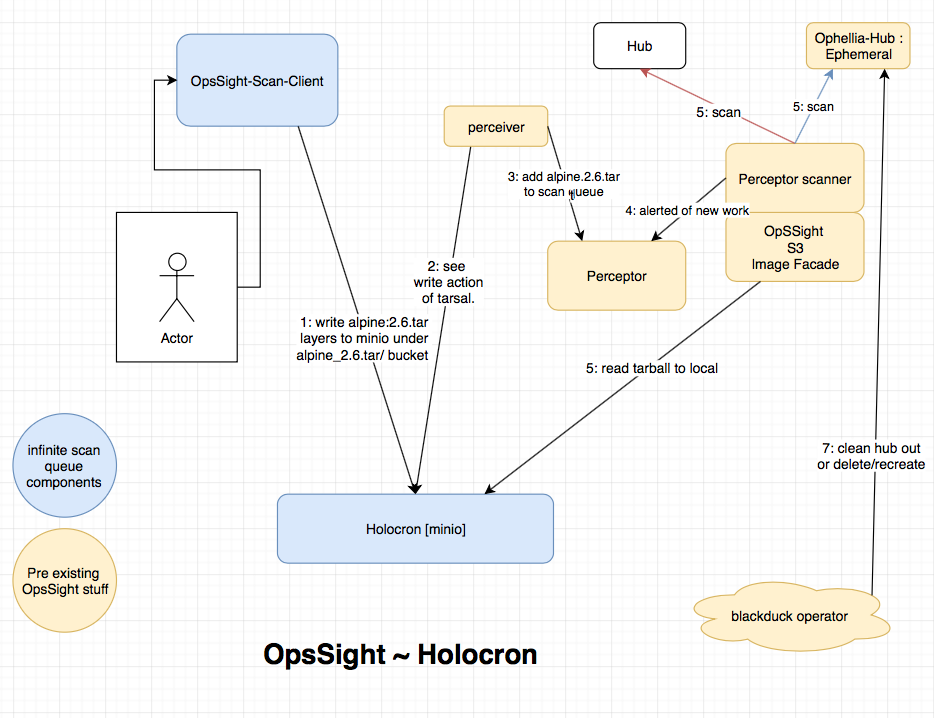 Hub
Ophellia-Hub :
Ephemeral
OpsSight-Scan-Client
5: scan
5: scan
perceiver
3: add alpine.2.6.tar
to scan queue
Perceptor scanner
4: alerted of new work
OpSSight
S3
Image Facade
Perceptor
2: see
write action
of tarsal.
Actor
1: write alpine:2.6.tar
layers to minio under
alpine_2.6.tar/ bucket
5: read tarball to local
infinite scan
queue
components
7: clean hub out
or delete/recreate
Holocron [minio]
Pre existing
OpsSight stuff
blackduck operator
OpsSight ~ Holocron